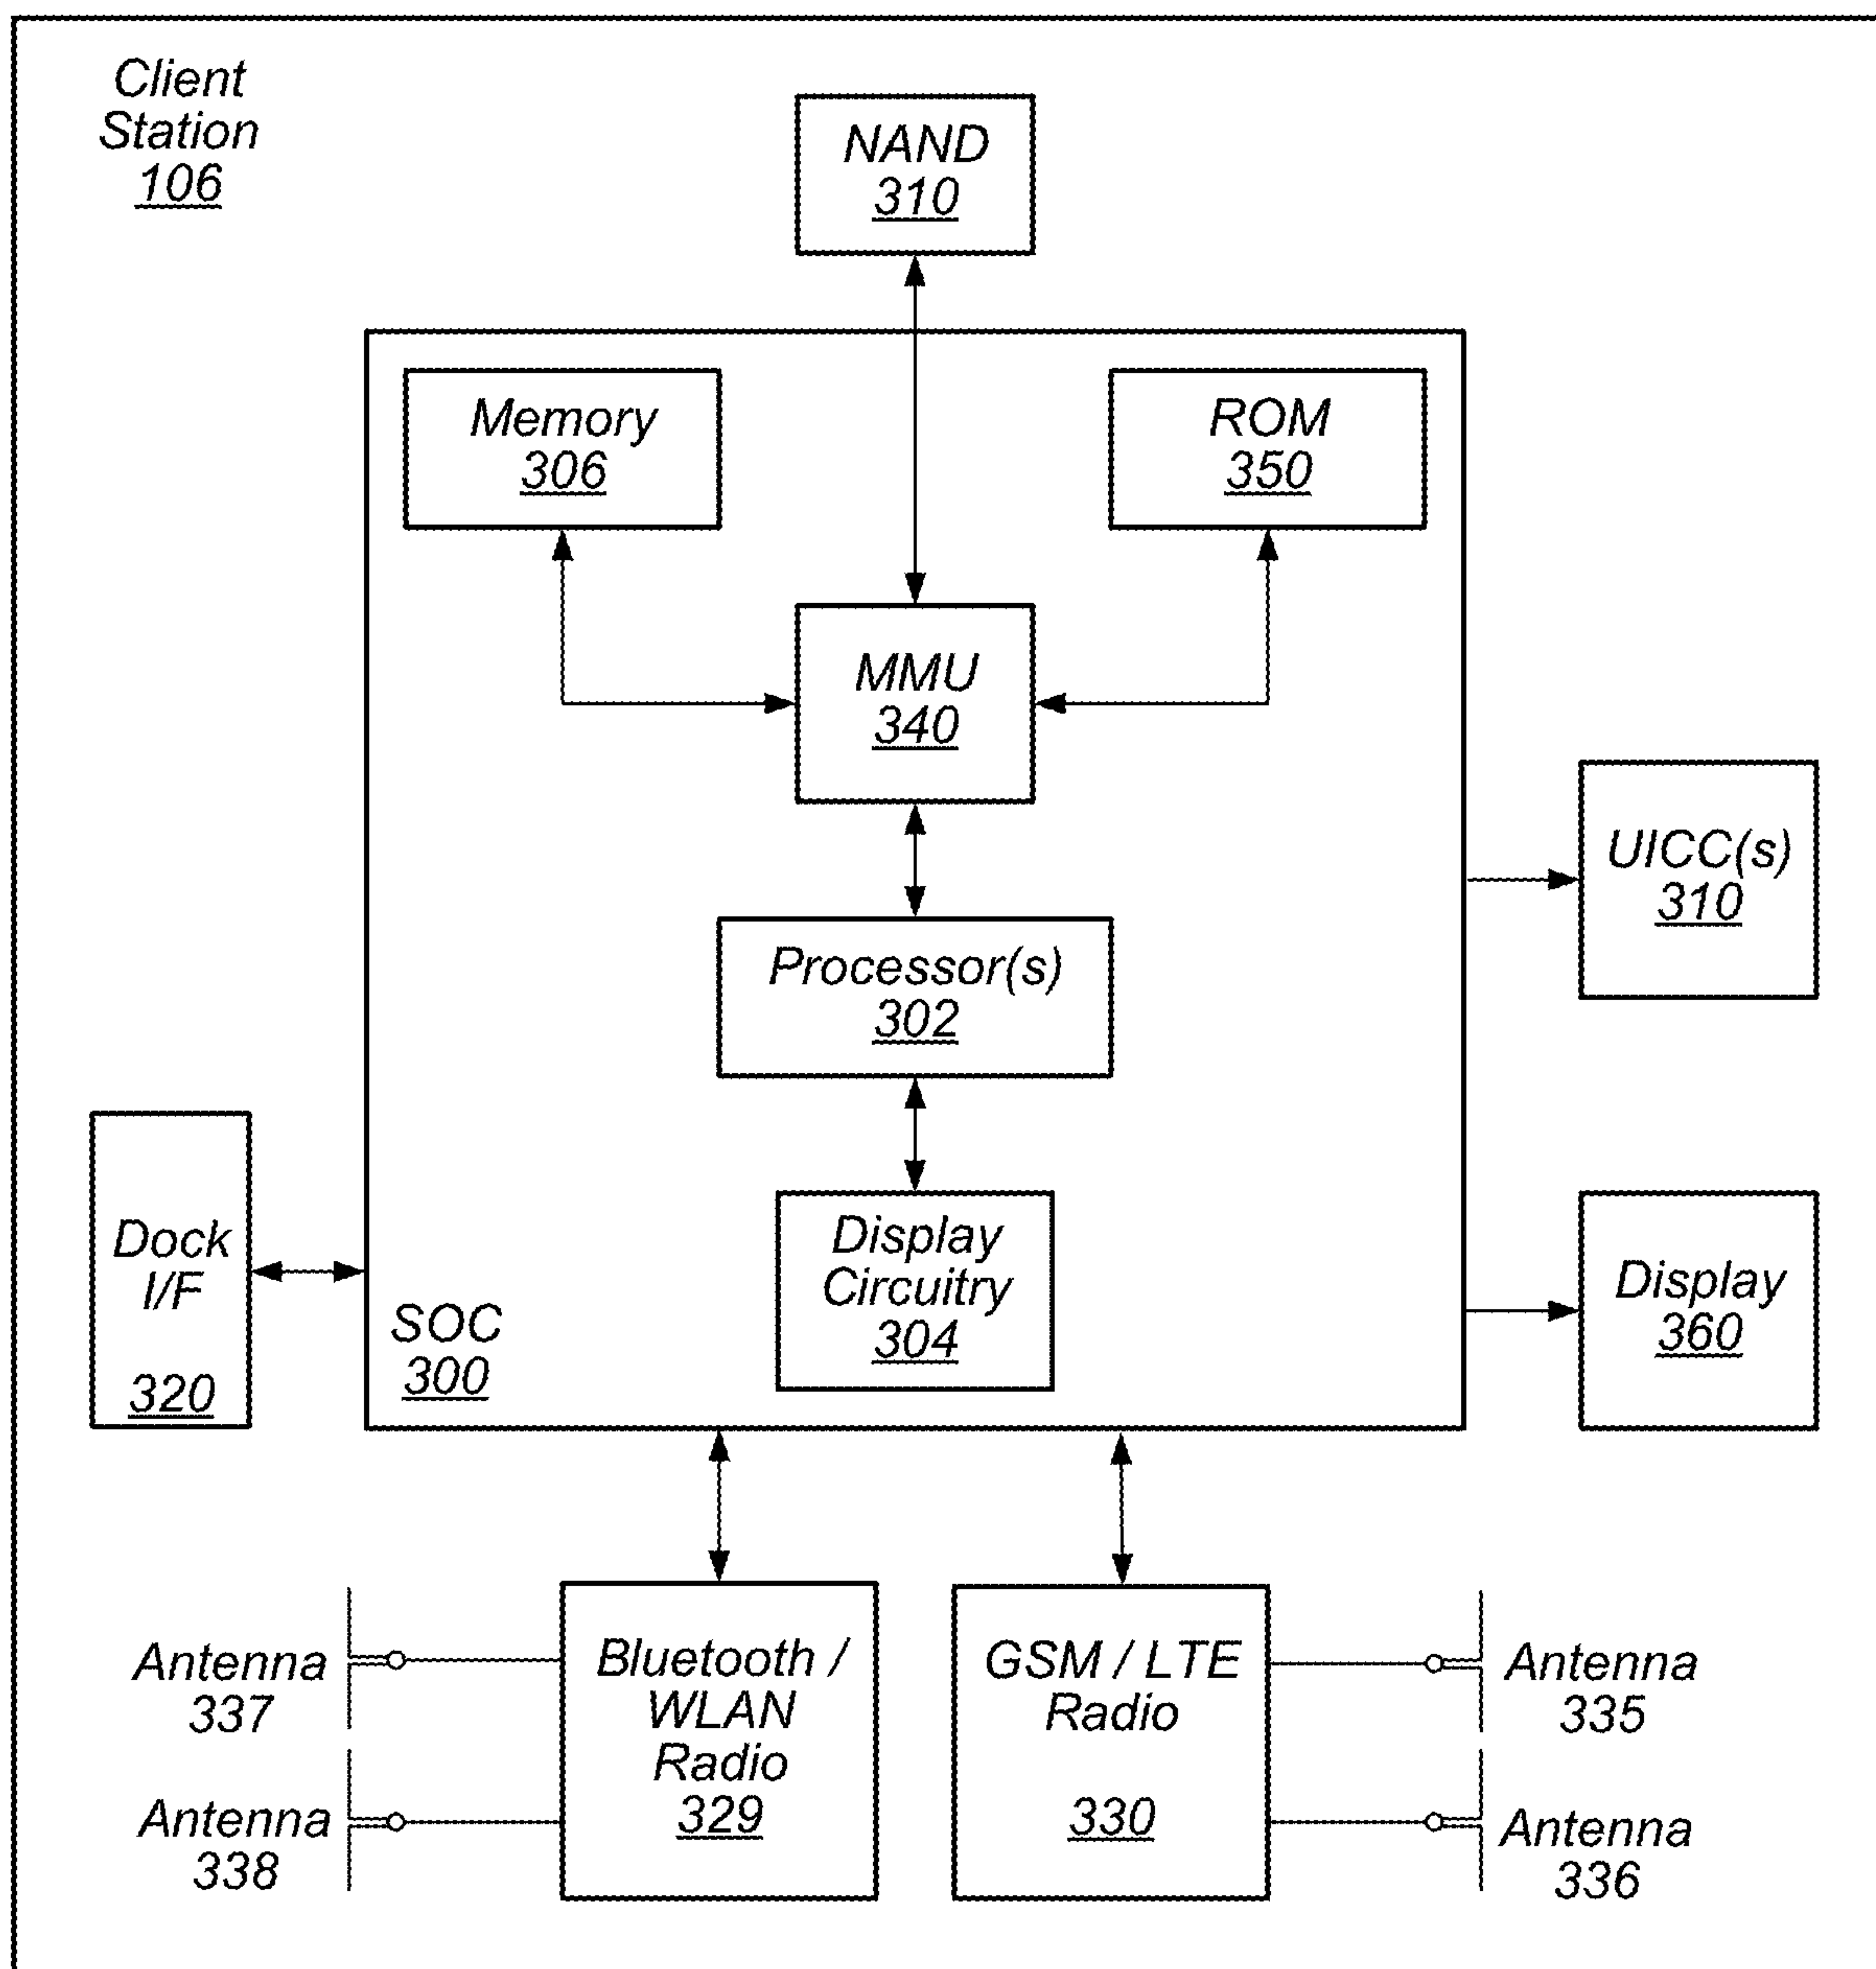 Client
Station
106
NAND
310
Memory
306
ROM
350
MMU
340
UICC(s)
310
Processor(s)
302
Dock
I/F
320
Display
Circuitry
304
SOC
300
Display
360
Antenna
337
Bluetooth /
WLAN
Radio
329
GSM / LTE
Radio
330
Antenna
335
Antenna
338
Antenna
336